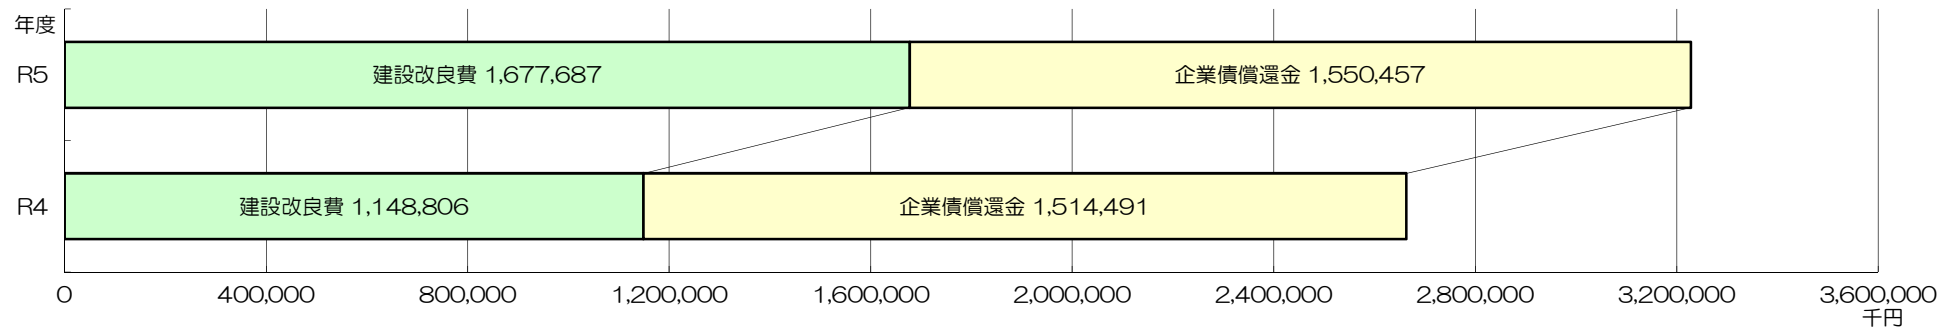 年度
R5
建設改良費 1,677,687
企業債償還金 1,550,457
R4
建設改良費 1,148,806
企業債償還金 1,514,491
0 400,000 800,000 1,200,000 1,600,000 2,000,000 2,400,000 2,800,000 3,200,000 3,600,000
千円